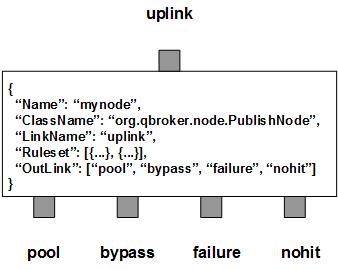 uplink
{
“Name”: “mynode”,
“ClassName”: “org.qbroker.node.PublishNode”,
“LinkName”: “uplink”,
“Ruleset”: [{...}, {...}],
“OutLink”: [“pool”, “bypass”, “failure”, “nohit”]
}
pool bypass failure nohit